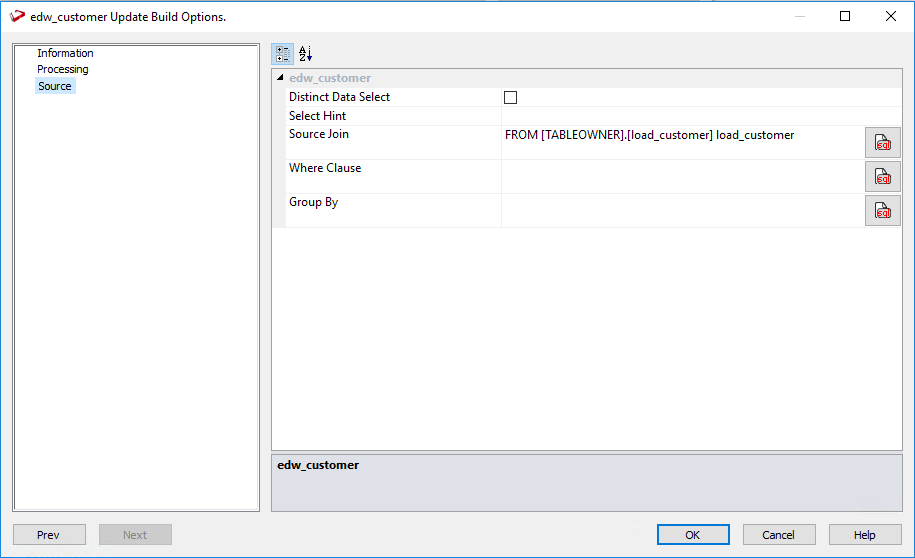 edw_customer Update Build Options.
Information
Processing
Source
edw_customer
Distinct Data Select
Select Hint
Source Join FROM [TABLEOWNER].[load_customer] load_customer
Where Clause
Group By
edw_customer
Prev Next OK Cancel Help